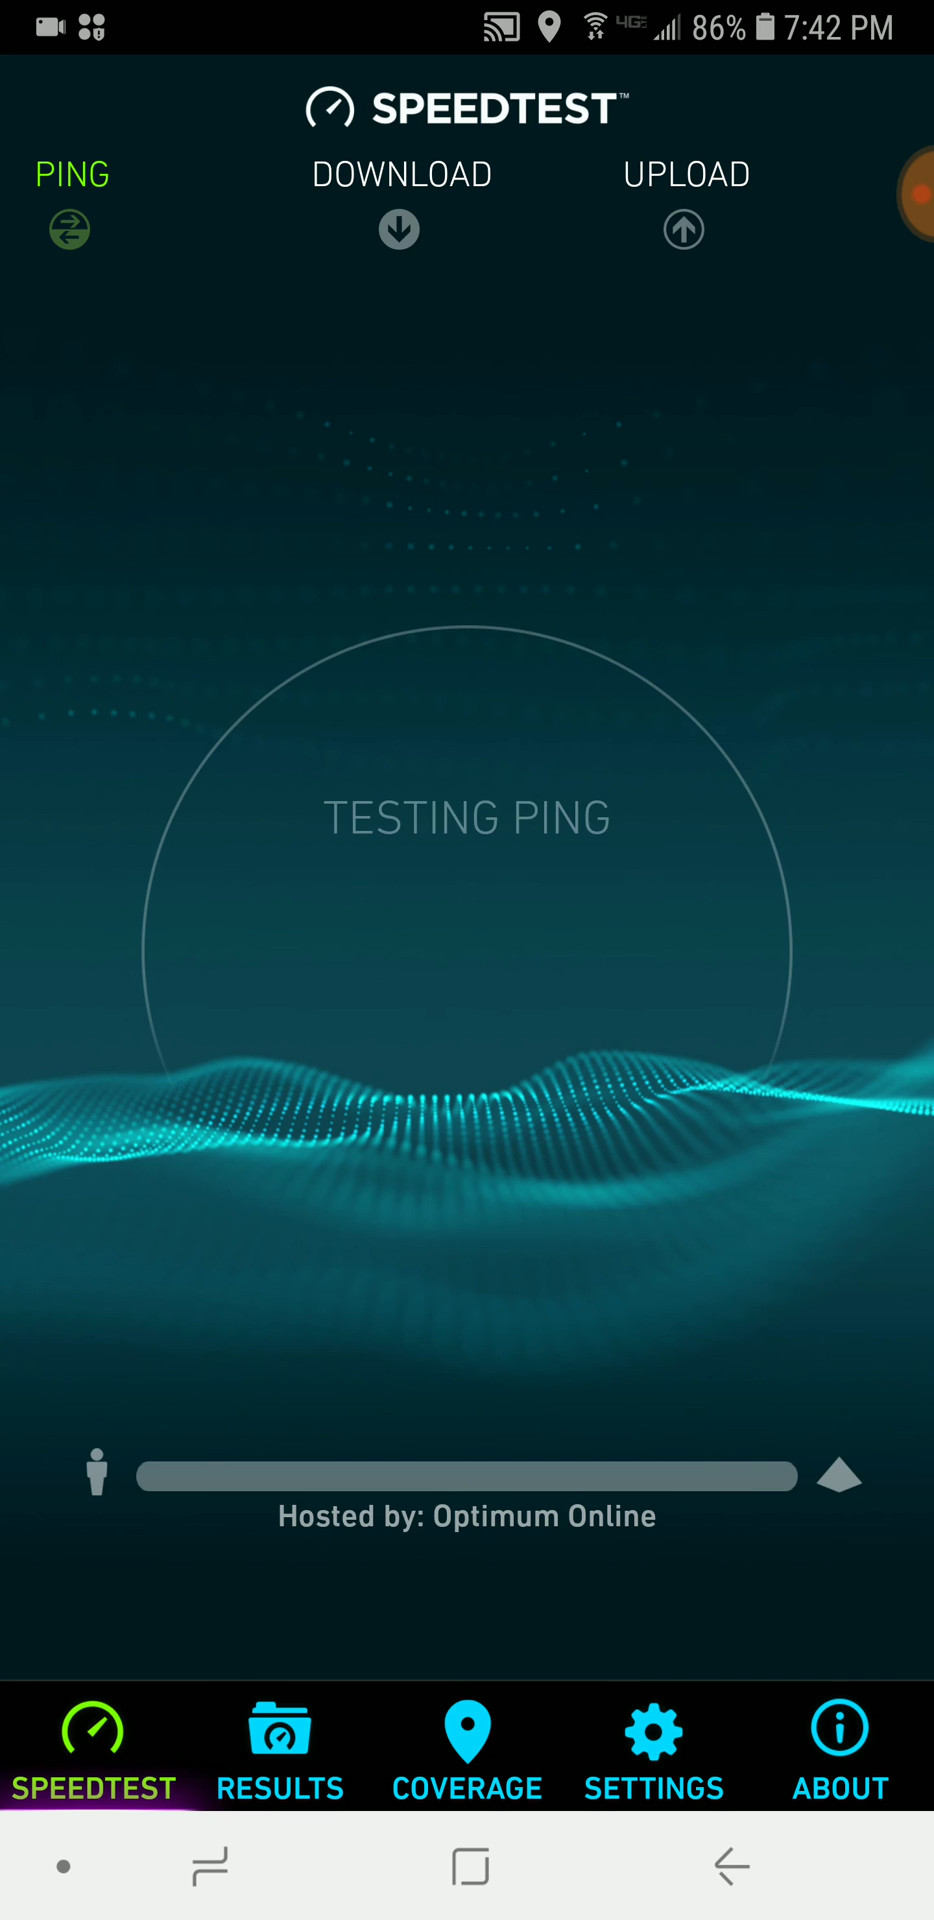 4GE 86% 7:42 PM
SPEEDTEST™
PING DOWNLOAD UPLOAD
TESTING PING
Hosted by: Optimum Online
SPEEDTEST RESULTS COVERAGE SETTINGS ABOUT